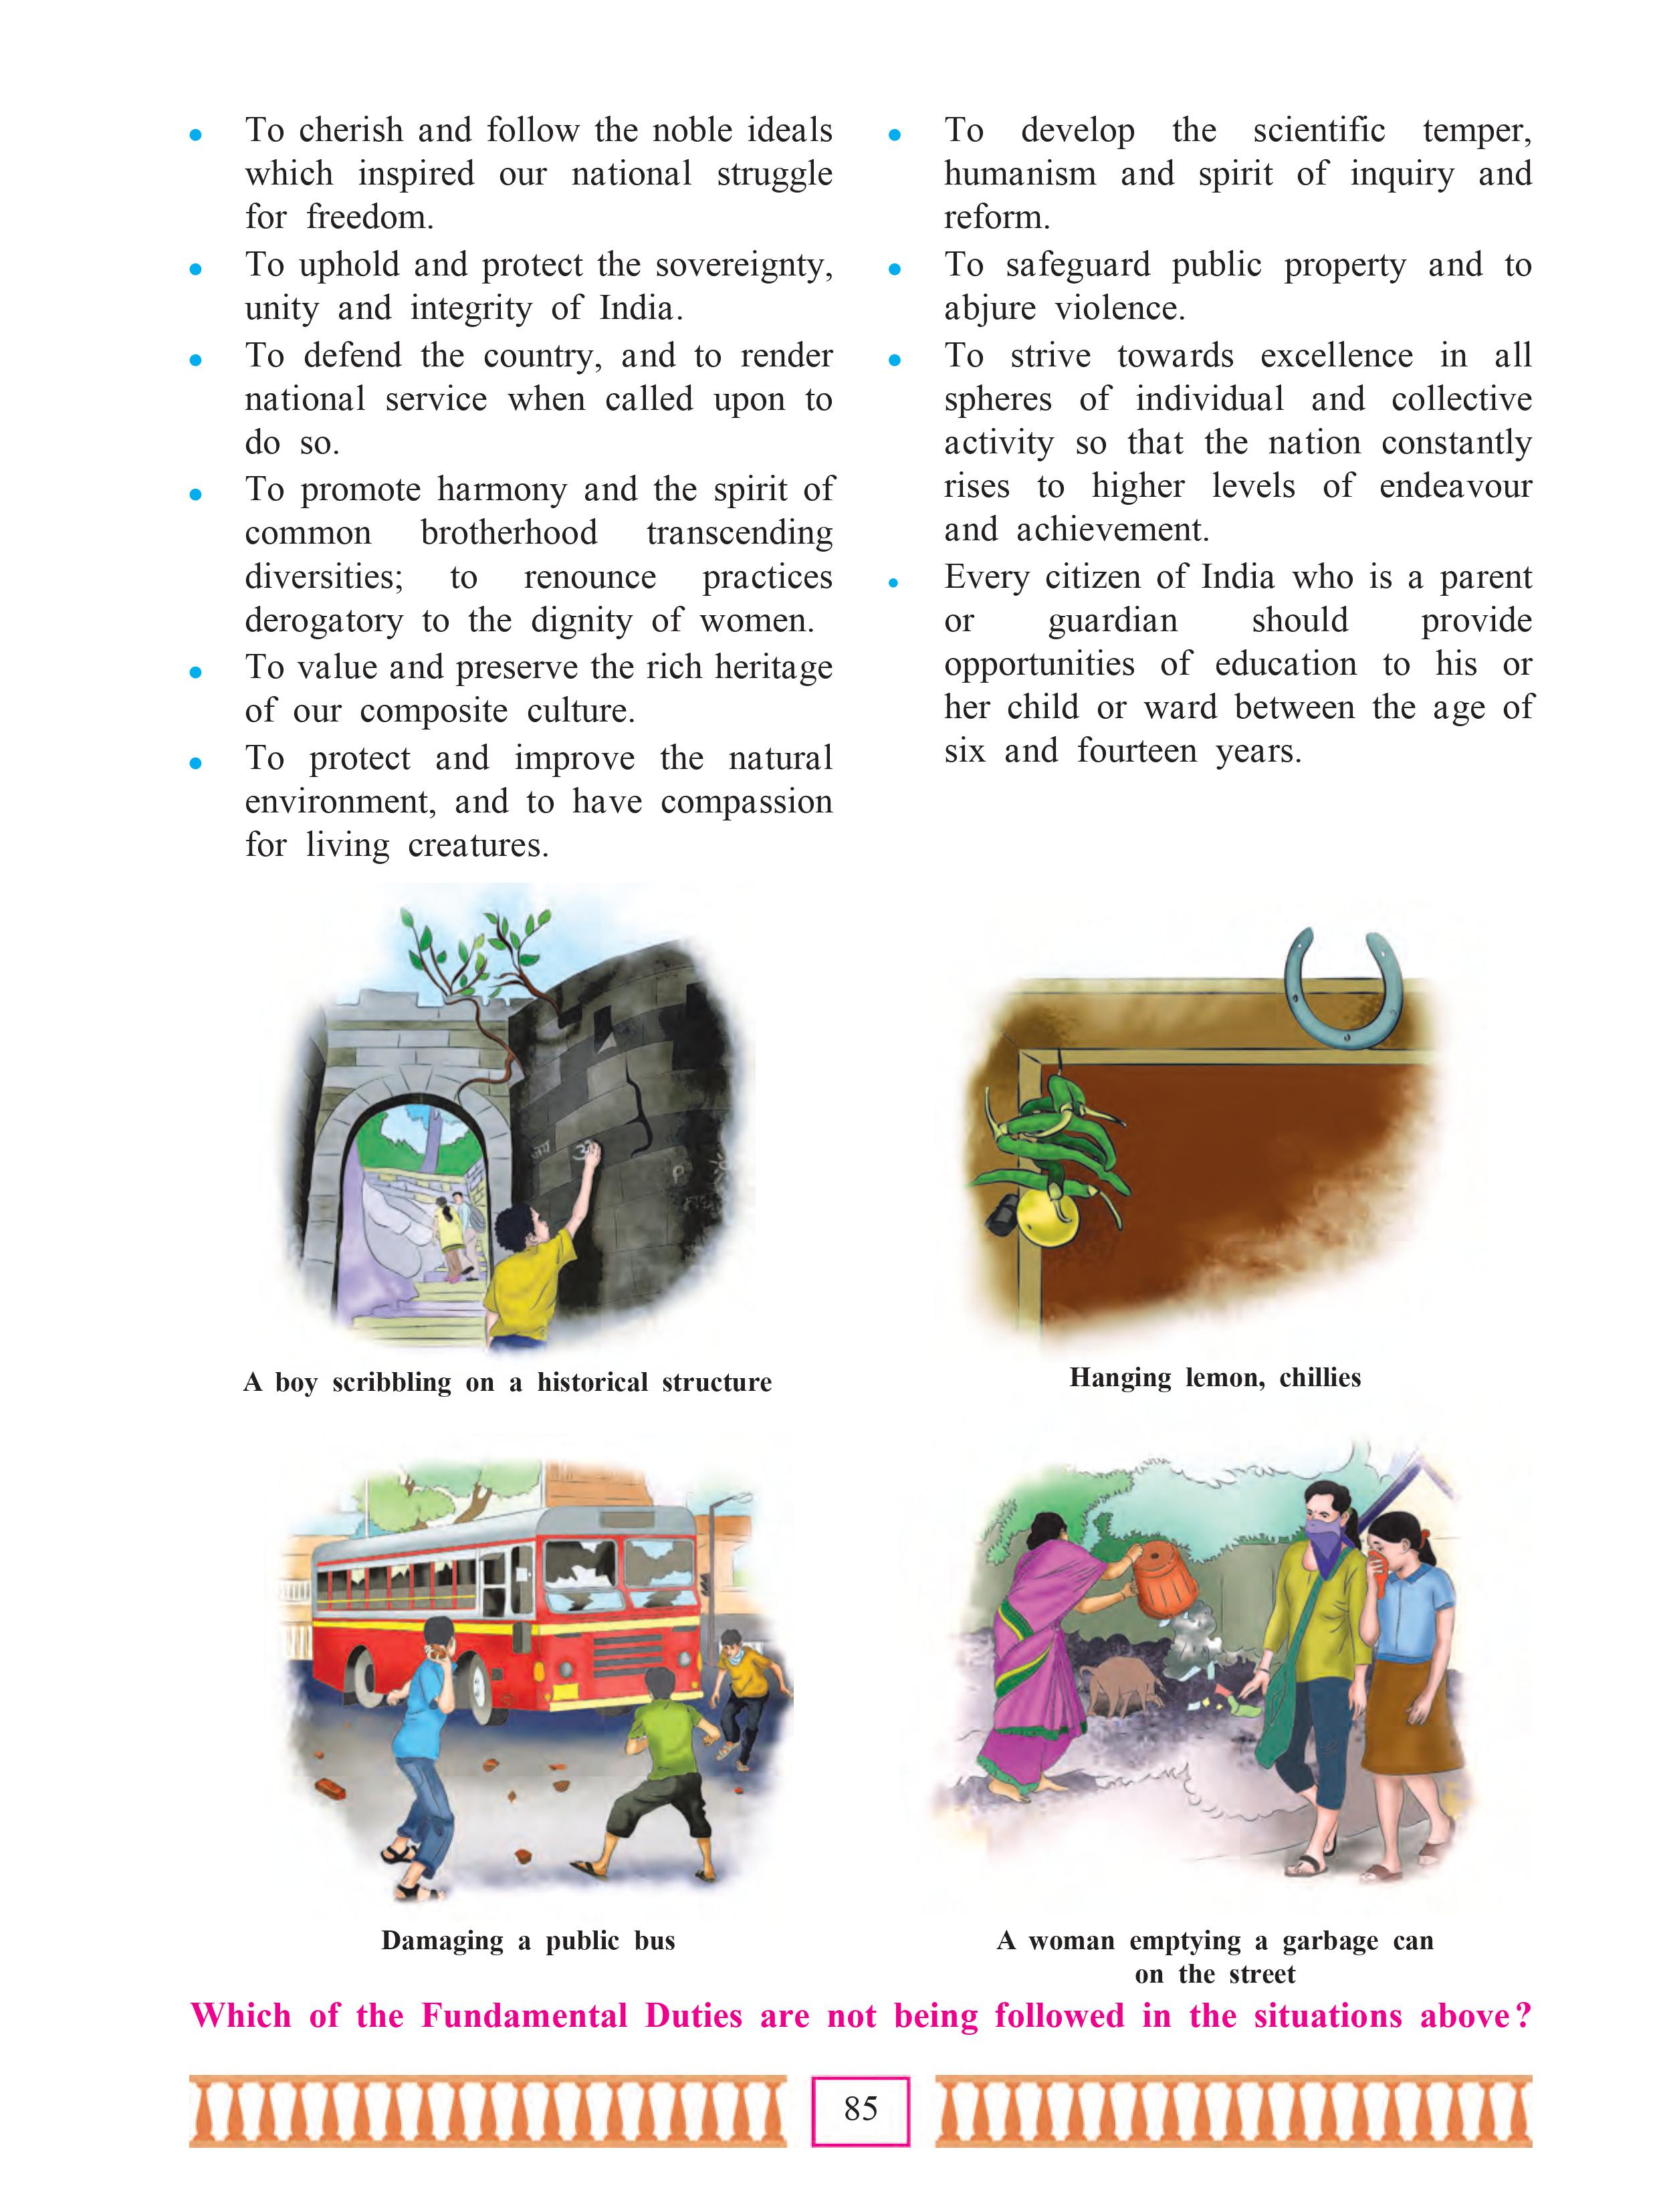 • To cherish and follow the noble ideals
which inspired our national struggle
for freedom.
• To uphold and protect the sovereignty,
unity and integrity of India.
• To defend the country, and to render
national service when called upon to
do so.
• To promote harmony and the spirit of
common brotherhood transcending
diversities; to renounce practices
derogatory to the dignity of women.
• To value and preserve the rich heritage
of our composite culture.
• To protect and improve the natural
environment, and to have compassion
for living creatures.
• To develop the scientific temper,
humanism and spirit of inquiry and
reform.
• To safeguard public property and to
abjure violence.
• To strive towards excellence in all
spheres of individual and collective
activity so that the nation constantly
rises to higher levels of endeavour
and achievement.
• Every citizen of India who is a parent
or guardian should provide
opportunities of education to his or
her child or ward between the age of
six and fourteen years.
A boy scribbling on a historical structure
Hanging lemon, chillies
Damaging a public bus
A woman emptying a garbage can
on the street
Which of the Fundamental Duties are not being followed in the situations above?
85